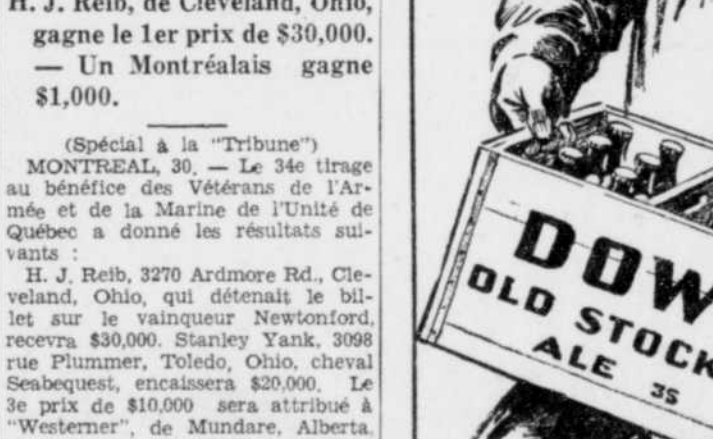 H. J. Reib, de Cleveland, Ohio,
gagne le 1er prix de $30,000.
— Un Montréalais gagne
$1,000.
(Spécial à la "Tribune")
MONTREAL, 30. — Le 34e tirage
au bénéfice des Vétérans de l'Ar-
mée et de la Marine de l'Unité de
Québec a donné les résultats sui-
vants :
H. J. Reib, 3270 Ardmore Rd., Cle-
veland, Ohio, qui détenait le bil-
let sur le vainqueur Newtonford,
recevra $30,000. Stanley Yank, 3098
rue Plummer, Toledo, Ohio, cheval
Seabequest, encaissera $20,000. Le
3e prix de $10,000 sera attribué à
"Westerner", de Mundare, Alberta,
DOW
OLD STOCK
ALE 35